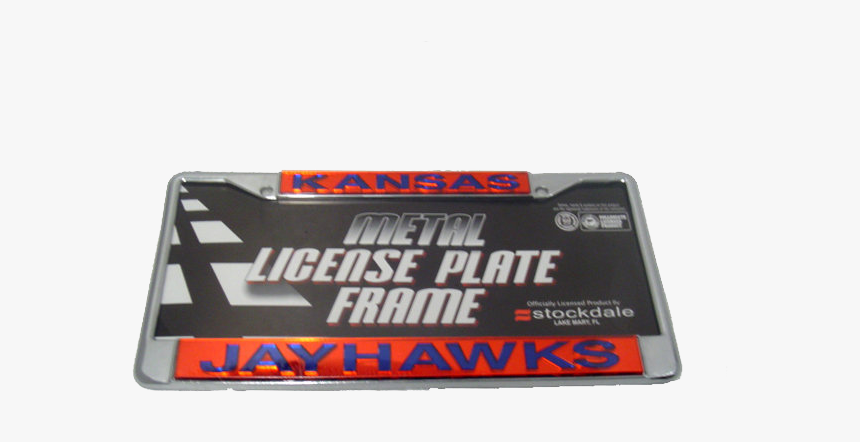 KANSAS
METAL
LICENSE PLATE
FRAME
Officially Licensed Product By
stockdale
LAKE MARY, FL
JAYHAWKS